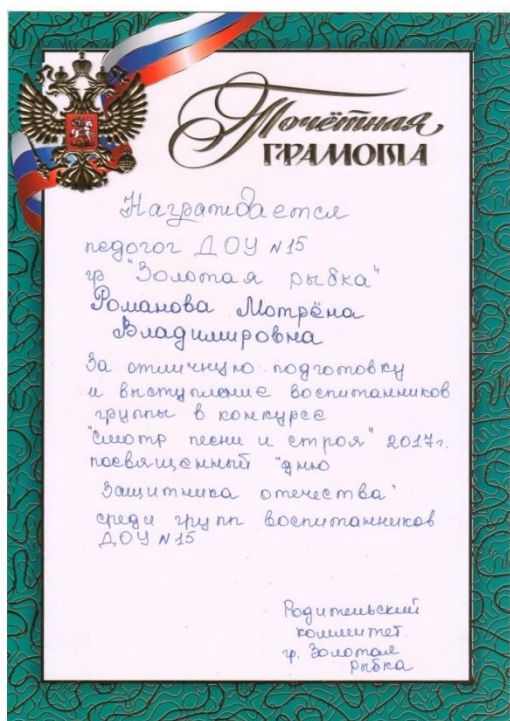 Почётная
ГРАМОТА
Награждается
педогог ДОУ №15
гр "Золотая рыбка"
Романова Мотрёна
Владимировна
За отличную подготовку
и выступление воспитанников
группы в конкурсе
"Смотр песни и строя" 2017г.
посвященный "дню
Защитника отечества"
среди групп воспитанников
ДОУ №15
Родительский
комитет
гр. Золотая
рыбка